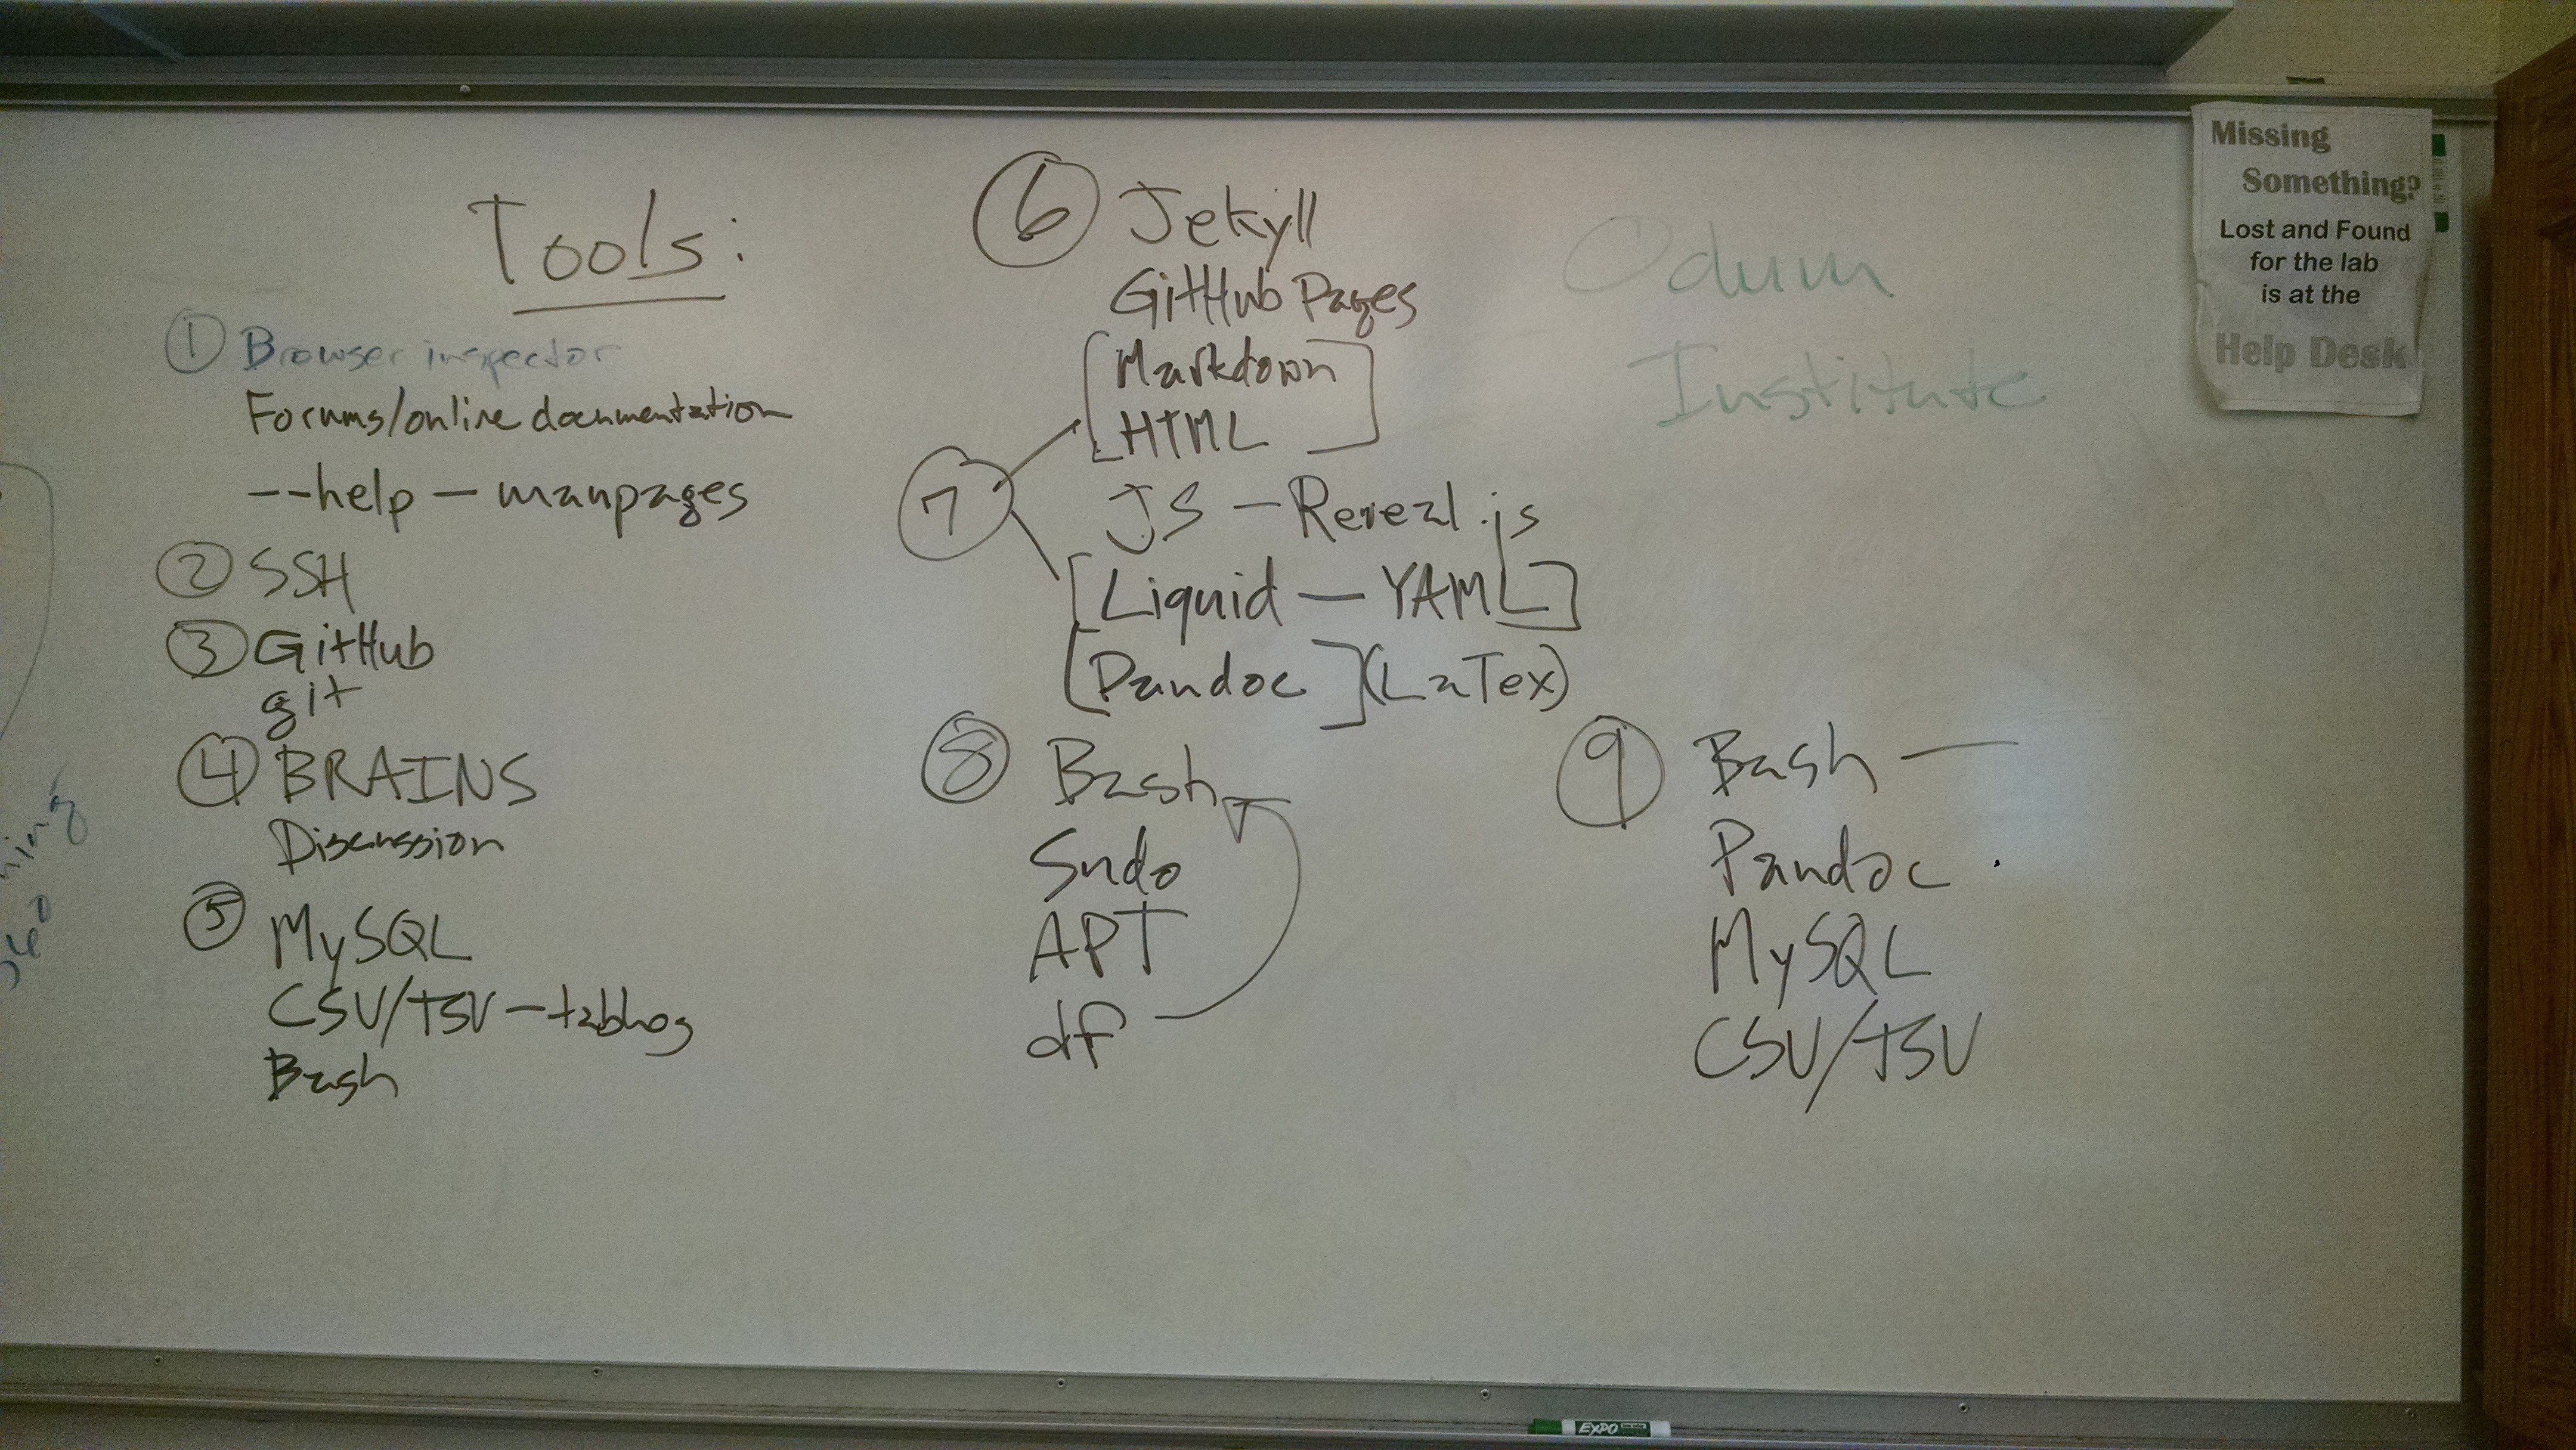 Tools:
① Browser inspector
Forums/online documentation
--help — manpages
② SSH
③ GitHub
git
④ BRAINS
Discussion
⑤ MySQL
CSV/TSV —
Bash
⑥ Jekyll
GitHub Pages
[Markdown
HTML]
⑦
JS — Reveal.js
[Liquid — YAML]
[Pandoc] (LaTex)
⑧ Bash
Sudo
APT
df
⑨ Bash —
Pandoc
MySQL
CSV/TSV
Odum
Institute
Missing
Something?
Lost and Found
for the lab
is at the
Help Desk
EXPO